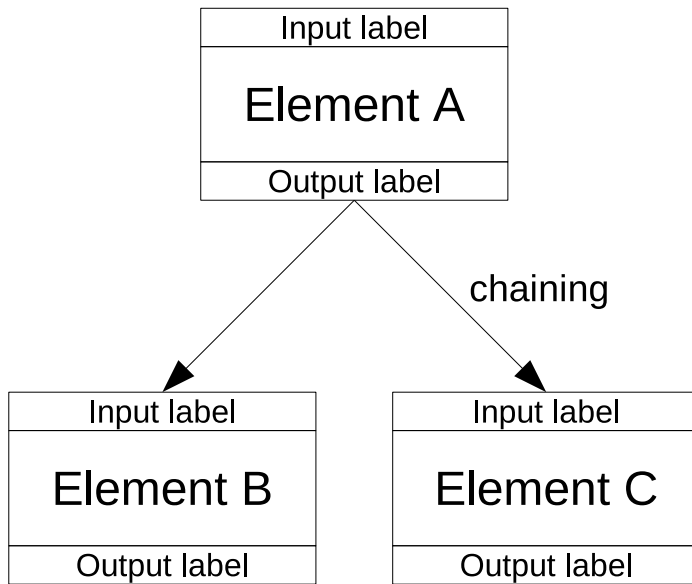 Input label
Element A
Output label
chaining
Input label
Element B
Output label
Input label
Element C
Output label